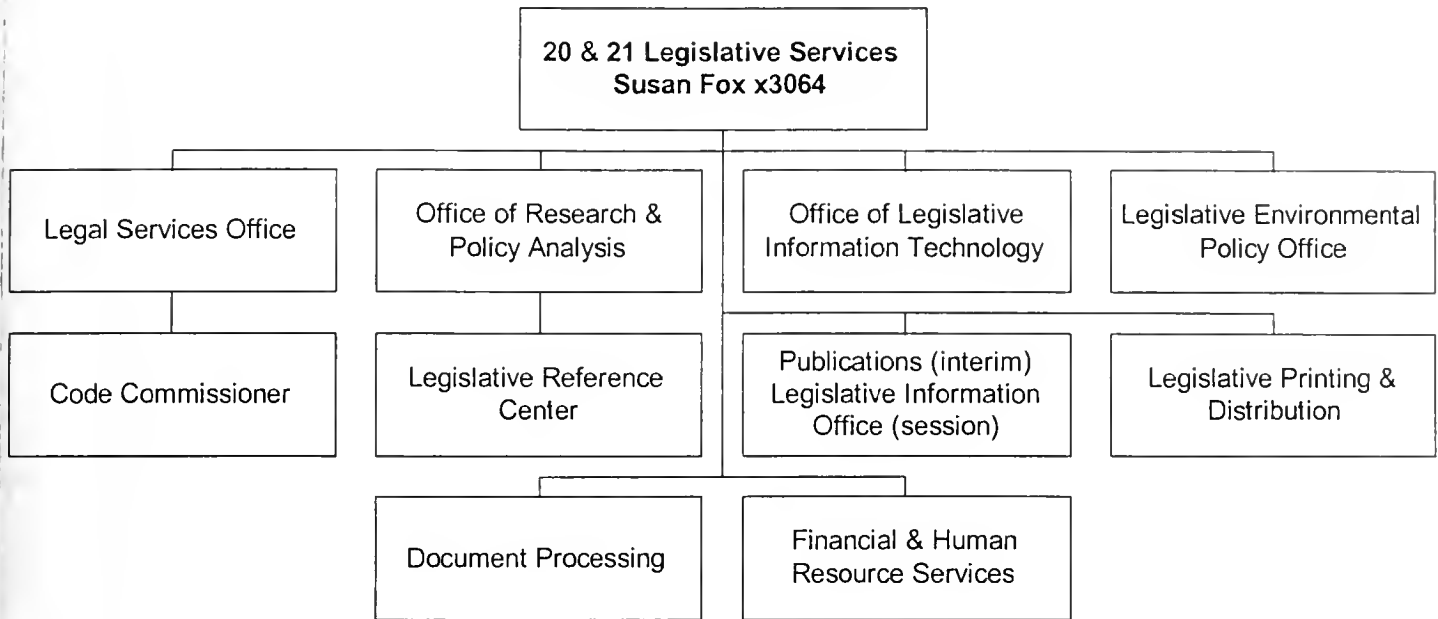 20 & 21 Legislative Services
Susan Fox x3064
Legal Services Office
Office of Research &
Policy Analysis
Office of Legislative
Information Technology
Legislative Environmental
Policy Office
Code Commissioner
Legislative Reference
Center
Publications (interim)
Legislative Information
Office (session)
Legislative Printing &
Distribution
Document Processing
Financial & Human
Resource Services